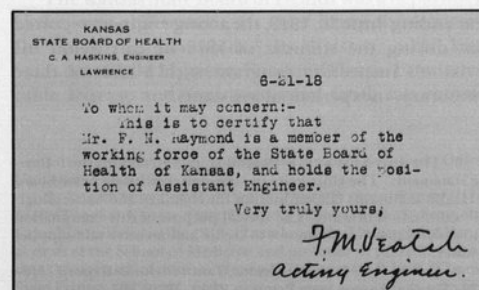 KANSAS
STATE BOARD OF HEALTH
C. A. HASKINS, ENGINEER
LAWRENCE
6-21-18
To whom it may concern:-
This is to certify that
Mr. F. N. Raymond is a member of the
working force of the State Board of
Health of Kansas, and holds the posi-
tion of Assistant Engineer.
Very truly yours,
F.M.Veatch
Acting Engineer.